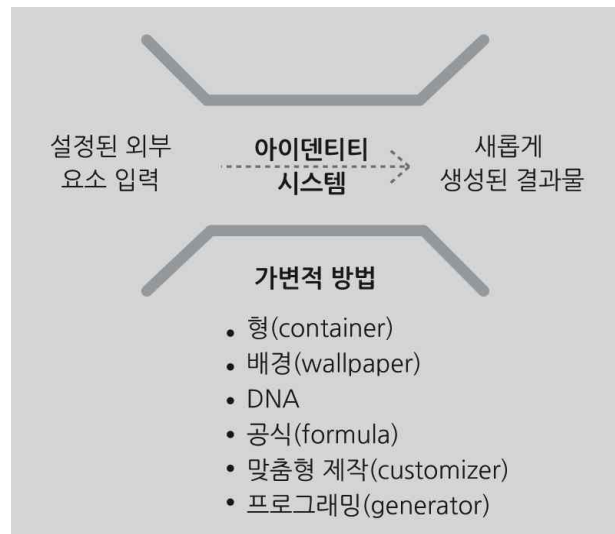 설정된 외부
요소 입력
아이덴티티
시스템
새롭게
생성된 결과물
가변적 방법
• 형(container)
• 배경(wallpaper)
• DNA
• 공식(formula)
• 맞춤형 제작(customizer)
• 프로그래밍(generator)